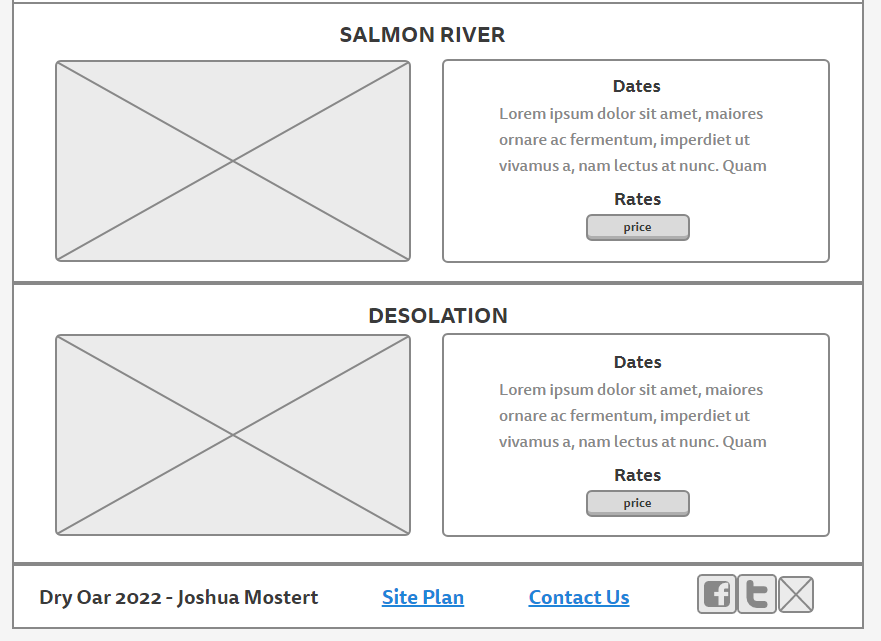 SALMON RIVER
Dates
Lorem ipsum dolor sit amet, maiores
ornare ac fermentum, imperdiet ut
vivamus a, nam lectus at nunc. Quam
Rates
price
DESOLATION
Dates
Lorem ipsum dolor sit amet, maiores
ornare ac fermentum, imperdiet ut
vivamus a, nam lectus at nunc. Quam
Rates
price
Dry Oar 2022 - Joshua Mostert Site Plan Contact Us